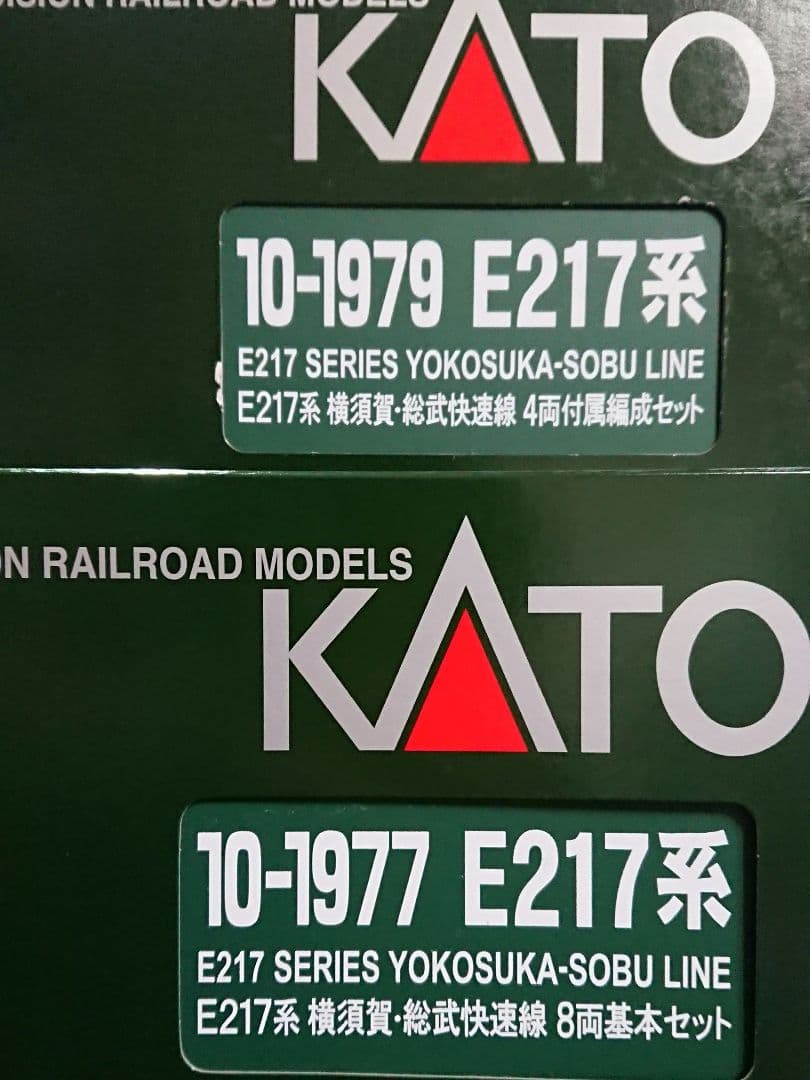 RAILROAD MODELS
KATO
10-1979 E217系
E217 SERIES YOKOSUKA-SOBU LINE
E217系 横須賀・総武快速線 4両付属編成セット
RAILROAD MODELS
KATO
10-1977 E217系
E217 SERIES YOKOSUKA-SOBU LINE
E217系 横須賀・総武快速線 8両基本セット